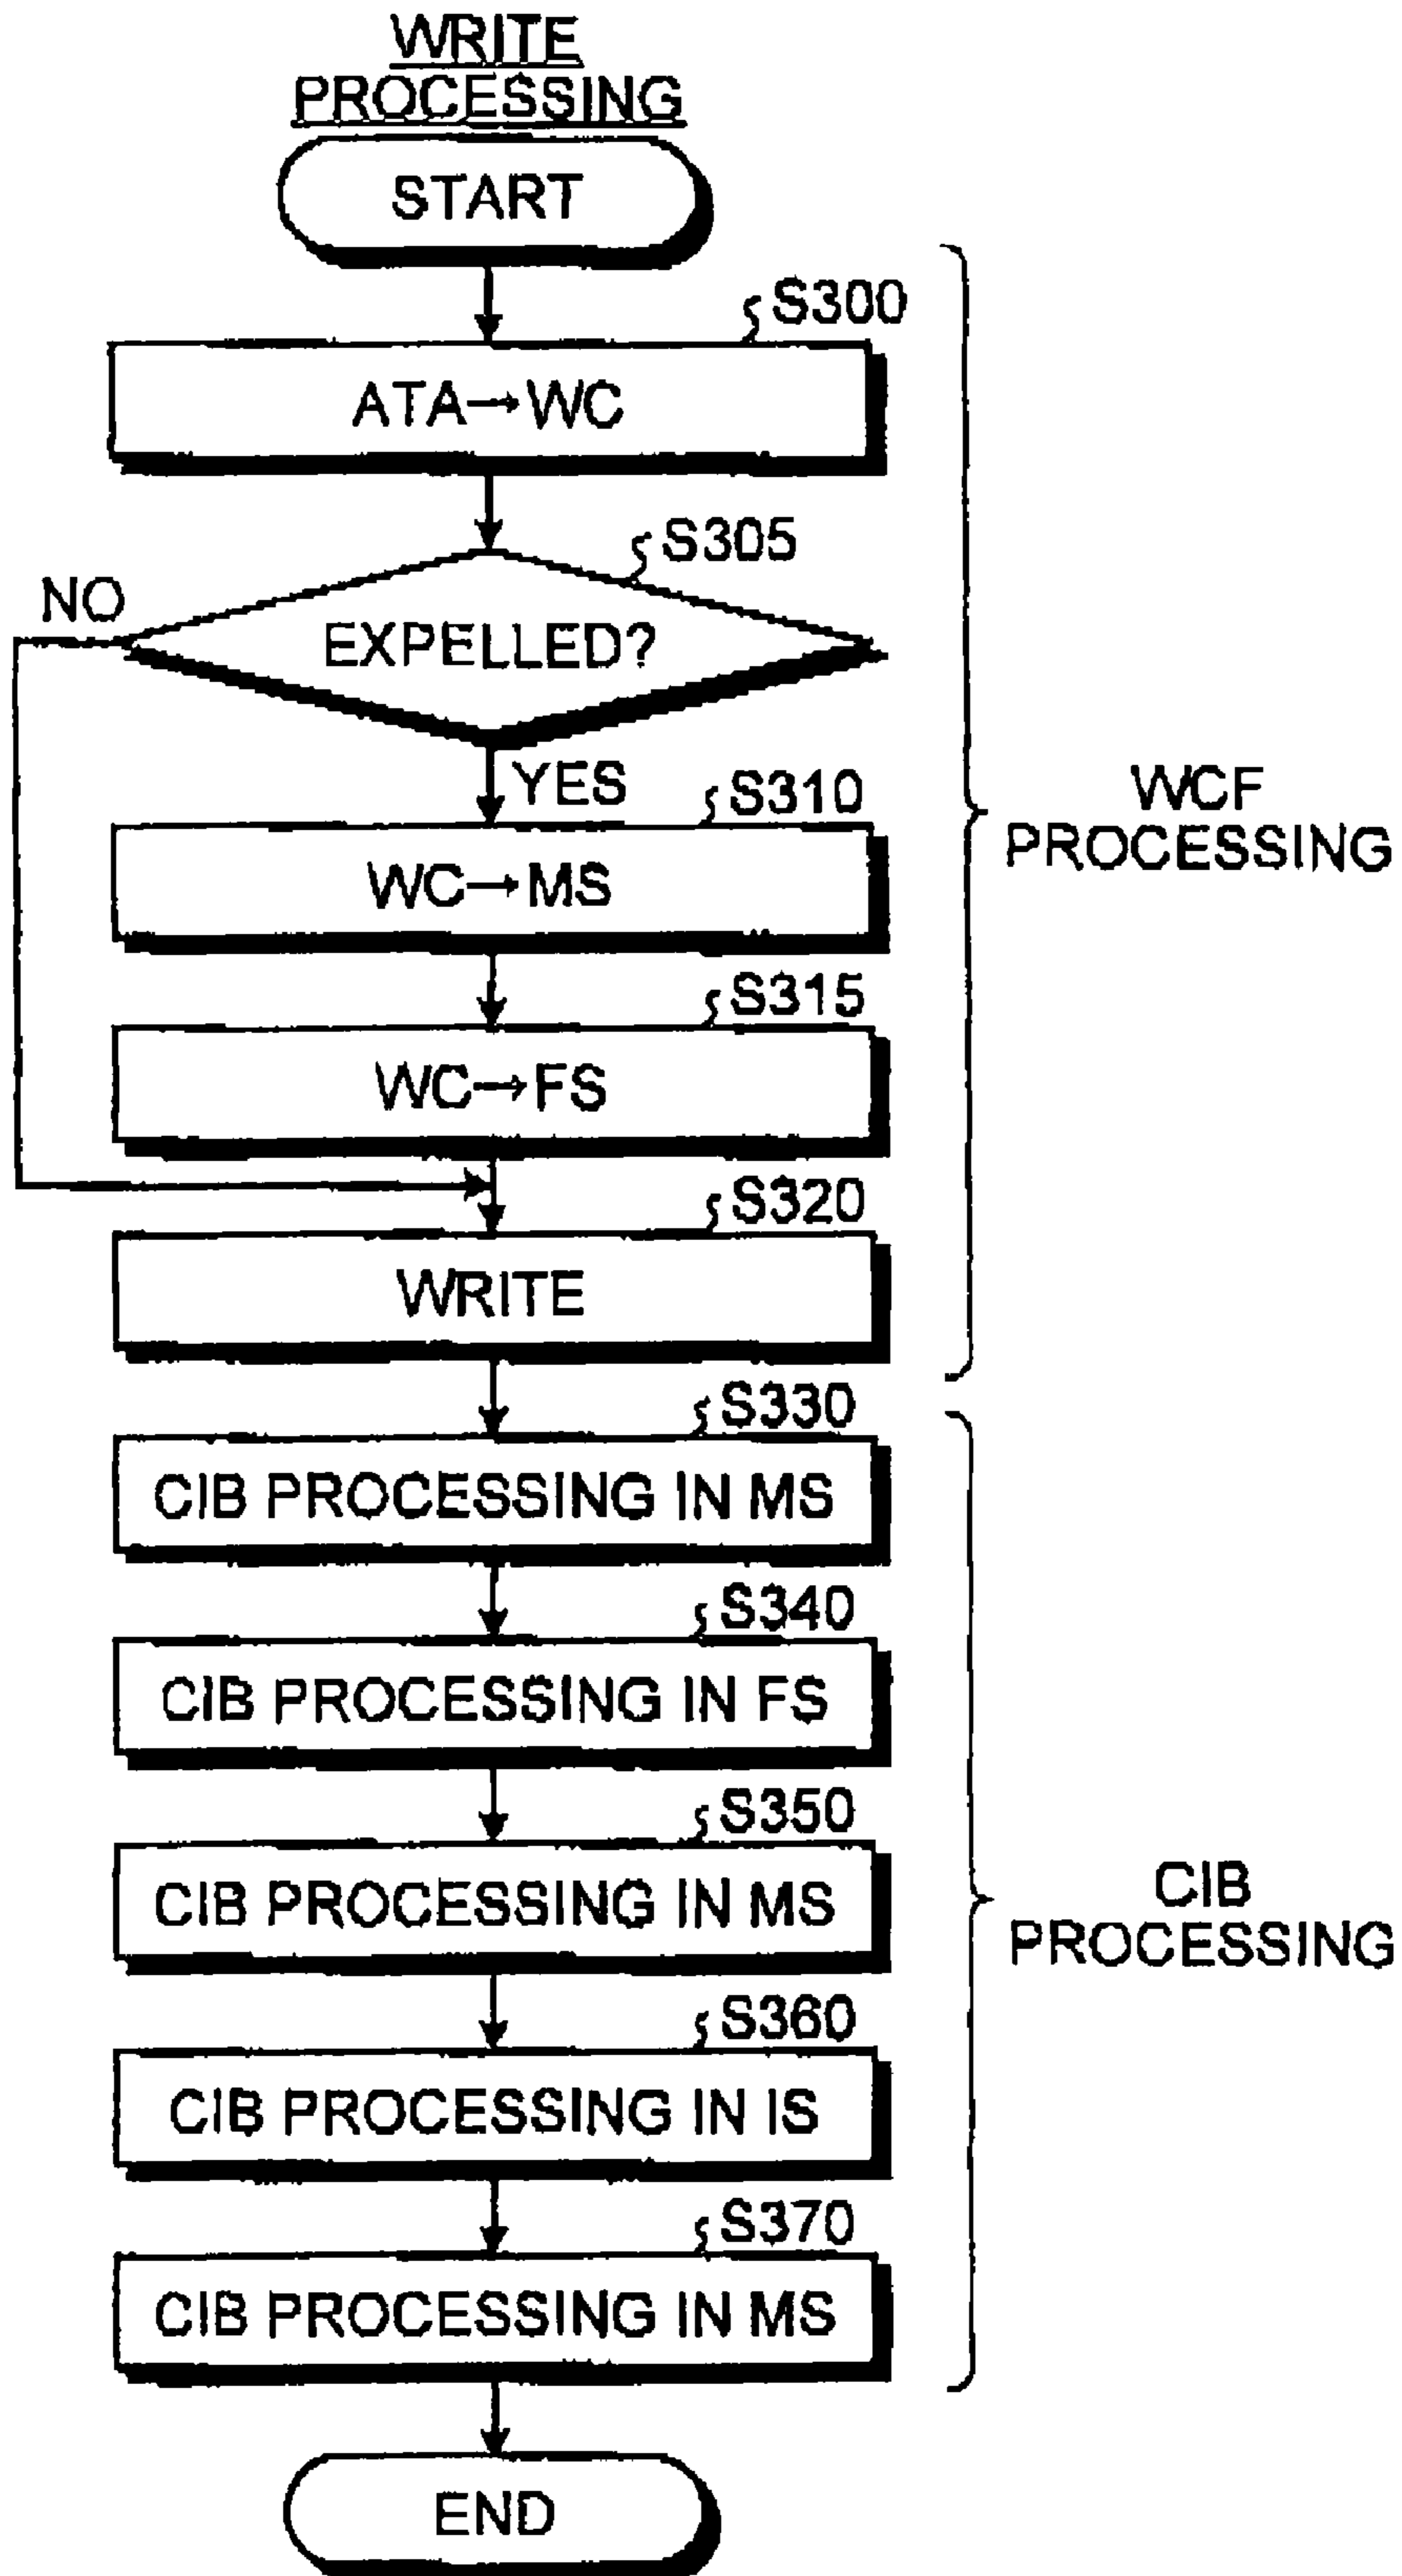 WRITE
PROCESSING
START
S300
ATA→WC
S305
NO
EXPELLED?
YES
S310
WC→MS
S315
WC→FS
S320
WRITE
WCF
PROCESSING
S330
CIB PROCESSING IN MS
S340
CIB PROCESSING IN FS
S350
CIB PROCESSING IN MS
S360
CIB PROCESSING IN IS
S370
CIB PROCESSING IN MS
CIB
PROCESSING
END